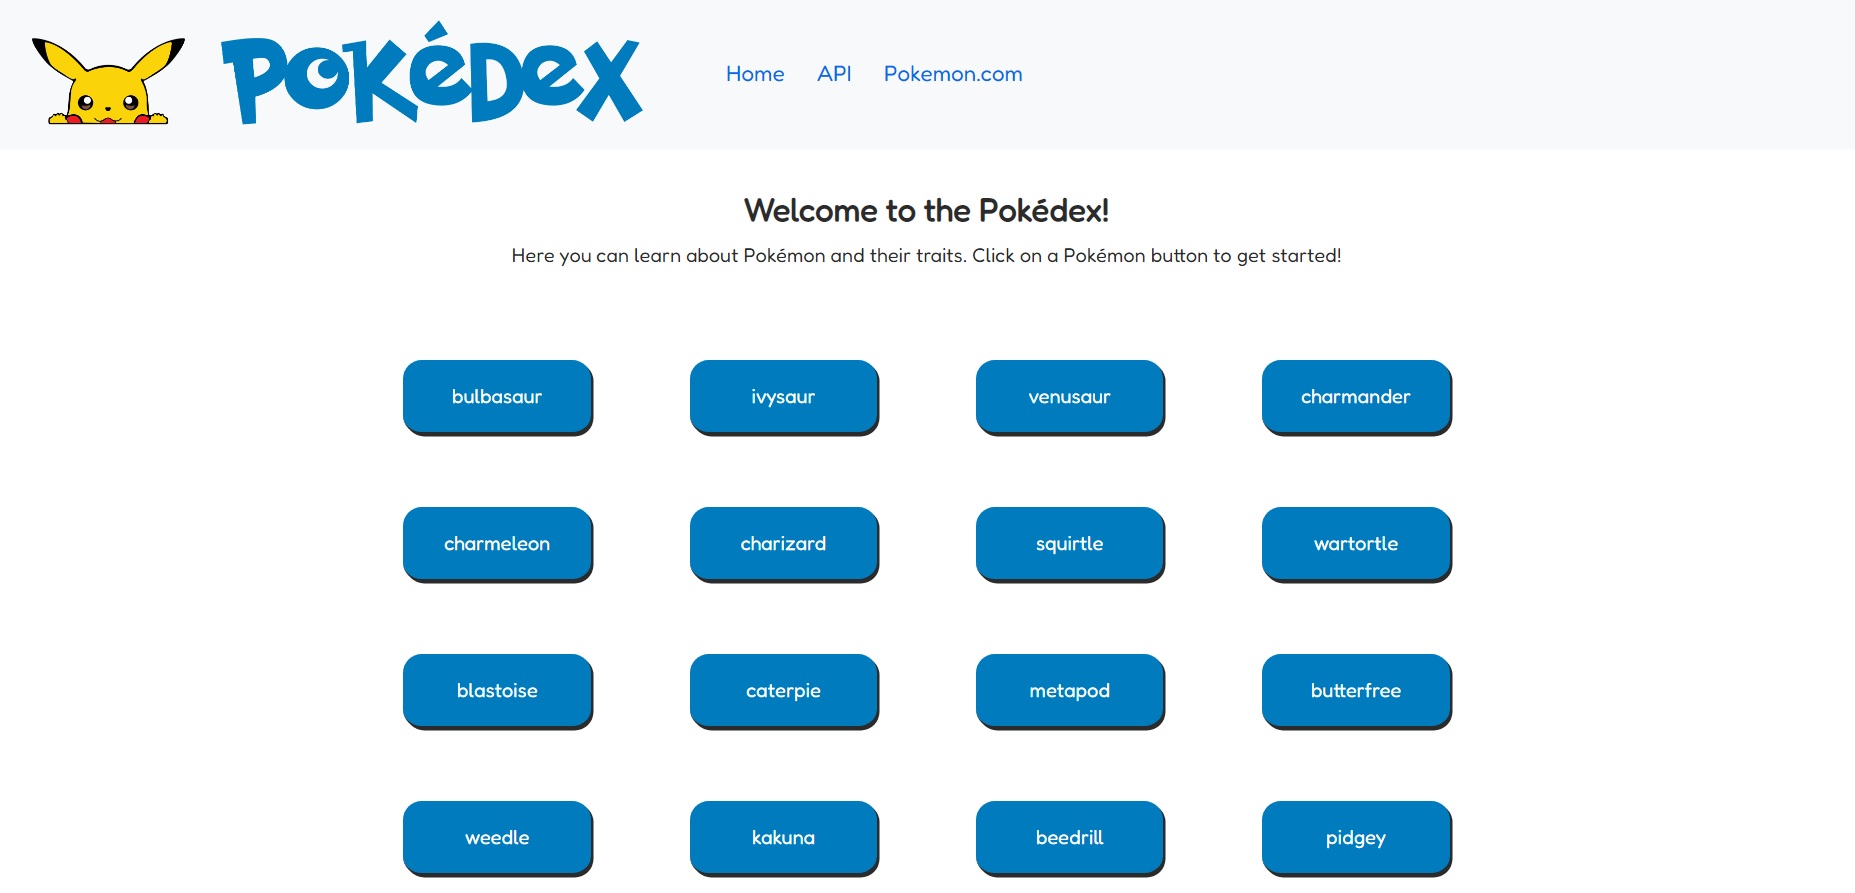 Pokédex
Home API Pokemon.com
Welcome to the Pokédex!
Here you can learn about Pokémon and their traits. Click on a Pokémon button to get started!
bulbasaur ivysaur venusaur charmander
charmeleon charizard squirtle wartortle
blastoise caterpie metapod butterfree
weedle kakuna beedrill pidgey